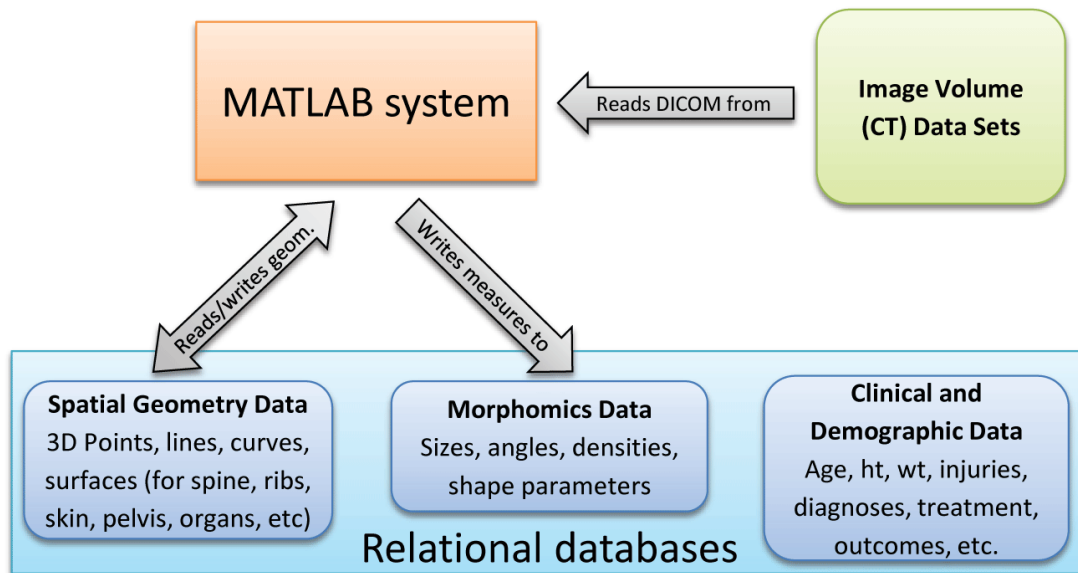 MATLAB system
Reads DICOM from
Image Volume
(CT) Data Sets
Reads/writes geom.
Writes measures to
Spatial Geometry Data
3D Points, lines, curves,
surfaces (for spine, ribs,
skin, pelvis, organs, etc)
Morphomics Data
Sizes, angles, densities,
shape parameters
Clinical and
Demographic Data
Age, ht, wt, injuries,
diagnoses, treatment,
outcomes, etc.
Relational databases